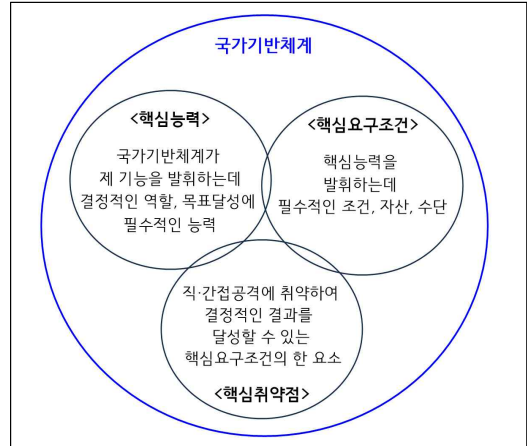 국가기반체계
<핵심능력>
국가기반체계가
제 기능을 발휘하는데
결정적인 역할, 목표달성에
필수적인 능력
<핵심요구조건>
핵심능력을
발휘하는데
필수적인 조건, 자산, 수단
직·간접공격에 취약하여
결정적인 결과를
달성할 수 있는
핵심요구조건의 한 요소
<핵심취약점>